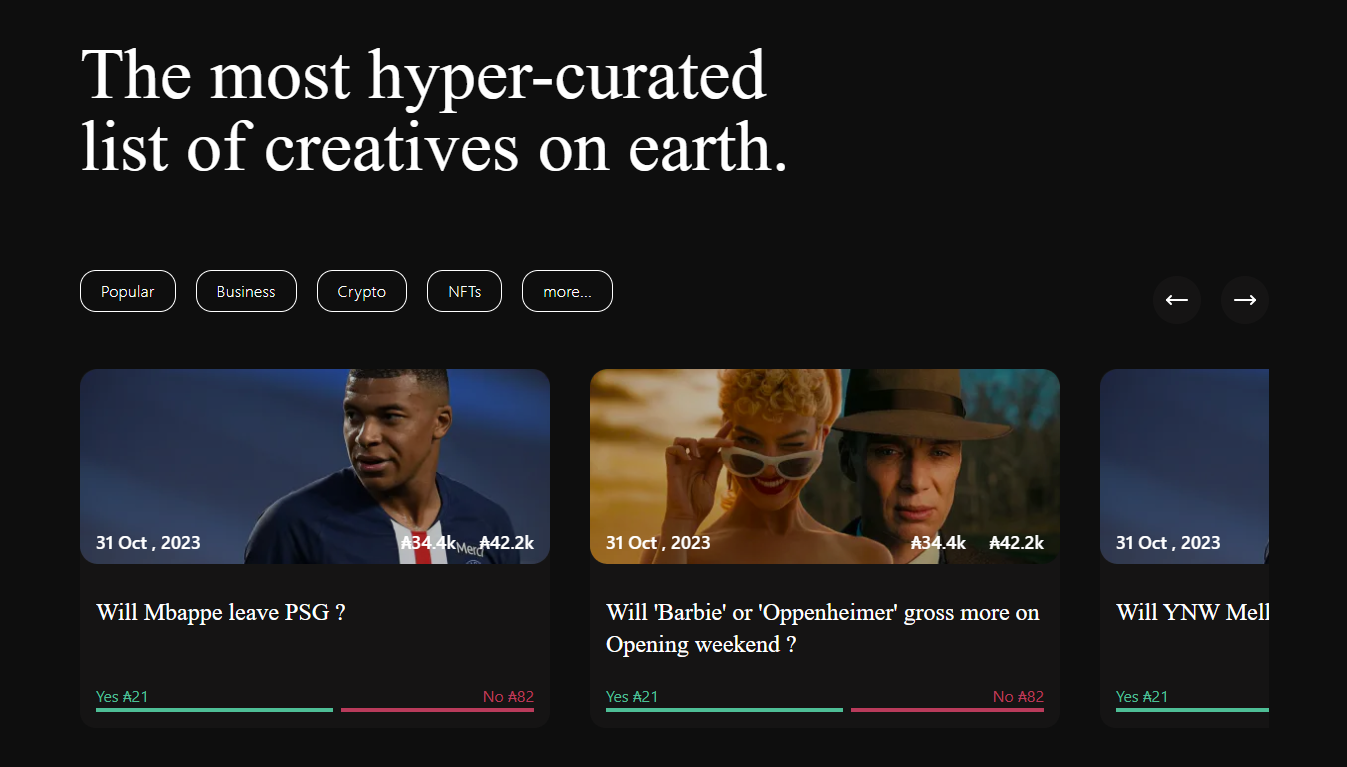 The most hyper-curated
list of creatives on earth.
Popular
Business
Crypto
NFTs
more...
31 Oct , 2023
₳34.4k
₳42.2k
Will Mbappe leave PSG ?
Yes ₳21
No ₳82
31 Oct , 2023
₳34.4k
₳42.2k
Will 'Barbie' or 'Oppenheimer' gross more on
Opening weekend ?
Yes ₳21
No ₳82
31 Oct , 2023
Will YNW Mell
Yes ₳21